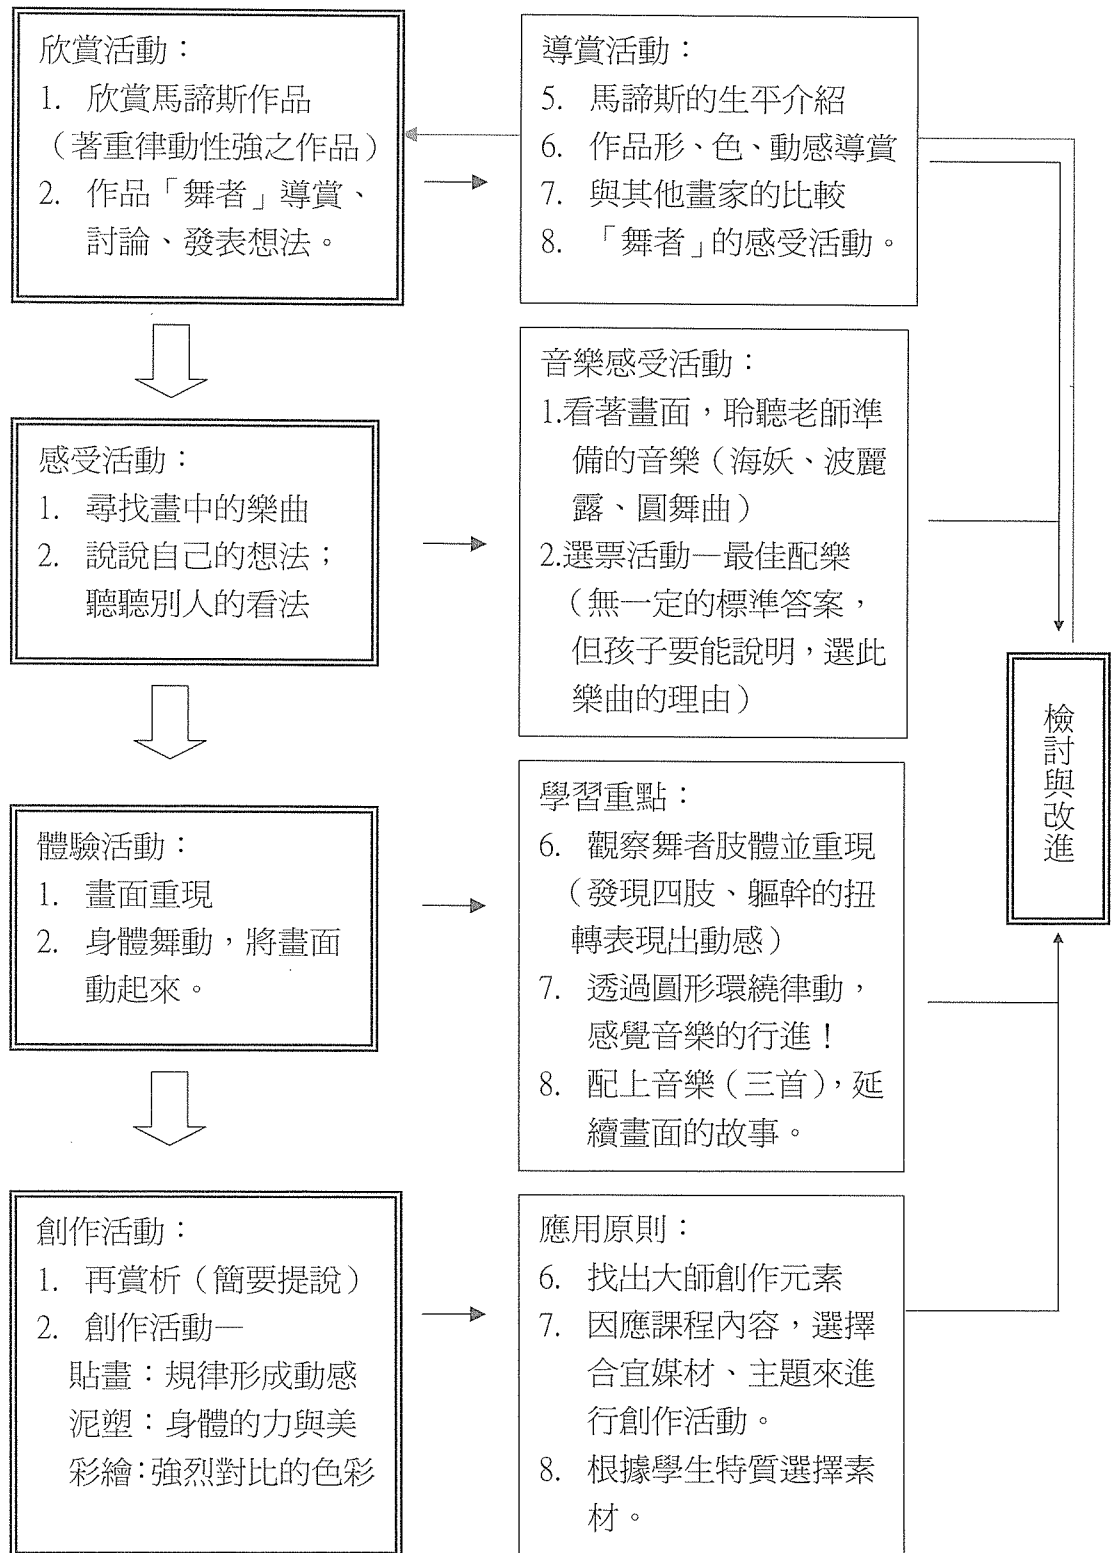 欣賞活動：
1. 欣賞馬諦斯作品
（著重律動性強之作品）
2. 作品「舞者」導賞、
討論、發表想法。
導賞活動：
5. 馬諦斯的生平介紹
6. 作品形、色、動感導賞
7. 與其他畫家的比較
8. 「舞者」的感受活動。
感受活動：
1. 尋找畫中的樂曲
2. 說說自己的想法；
聽聽別人的看法
音樂感受活動：
1.看著畫面，聆聽老師準
備的音樂（海妖、波麗
露、圓舞曲）
2.選票活動—最佳配樂
（無一定的標準答案，
但孩子要能說明，選此
樂曲的理由）
體驗活動：
1. 畫面重現
2. 身體舞動，將畫面
動起來。
學習重點：
6. 觀察舞者肢體並重現
（發現四肢、軀幹的扭
轉表現出動感）
7. 透過圓形環繞律動，
感覺音樂的行進！
8. 配上音樂（三首），延
續畫面的故事。
創作活動：
1. 再賞析（簡要提說）
2. 創作活動—
貼畫：規律形成動感
泥塑：身體的力與美
彩繪：強烈對比的色彩
應用原則：
6. 找出大師創作元素
7. 因應課程內容，選擇
合宜媒材、主題來進
行創作活動。
8. 根據學生特質選擇素
材。
檢討與改進